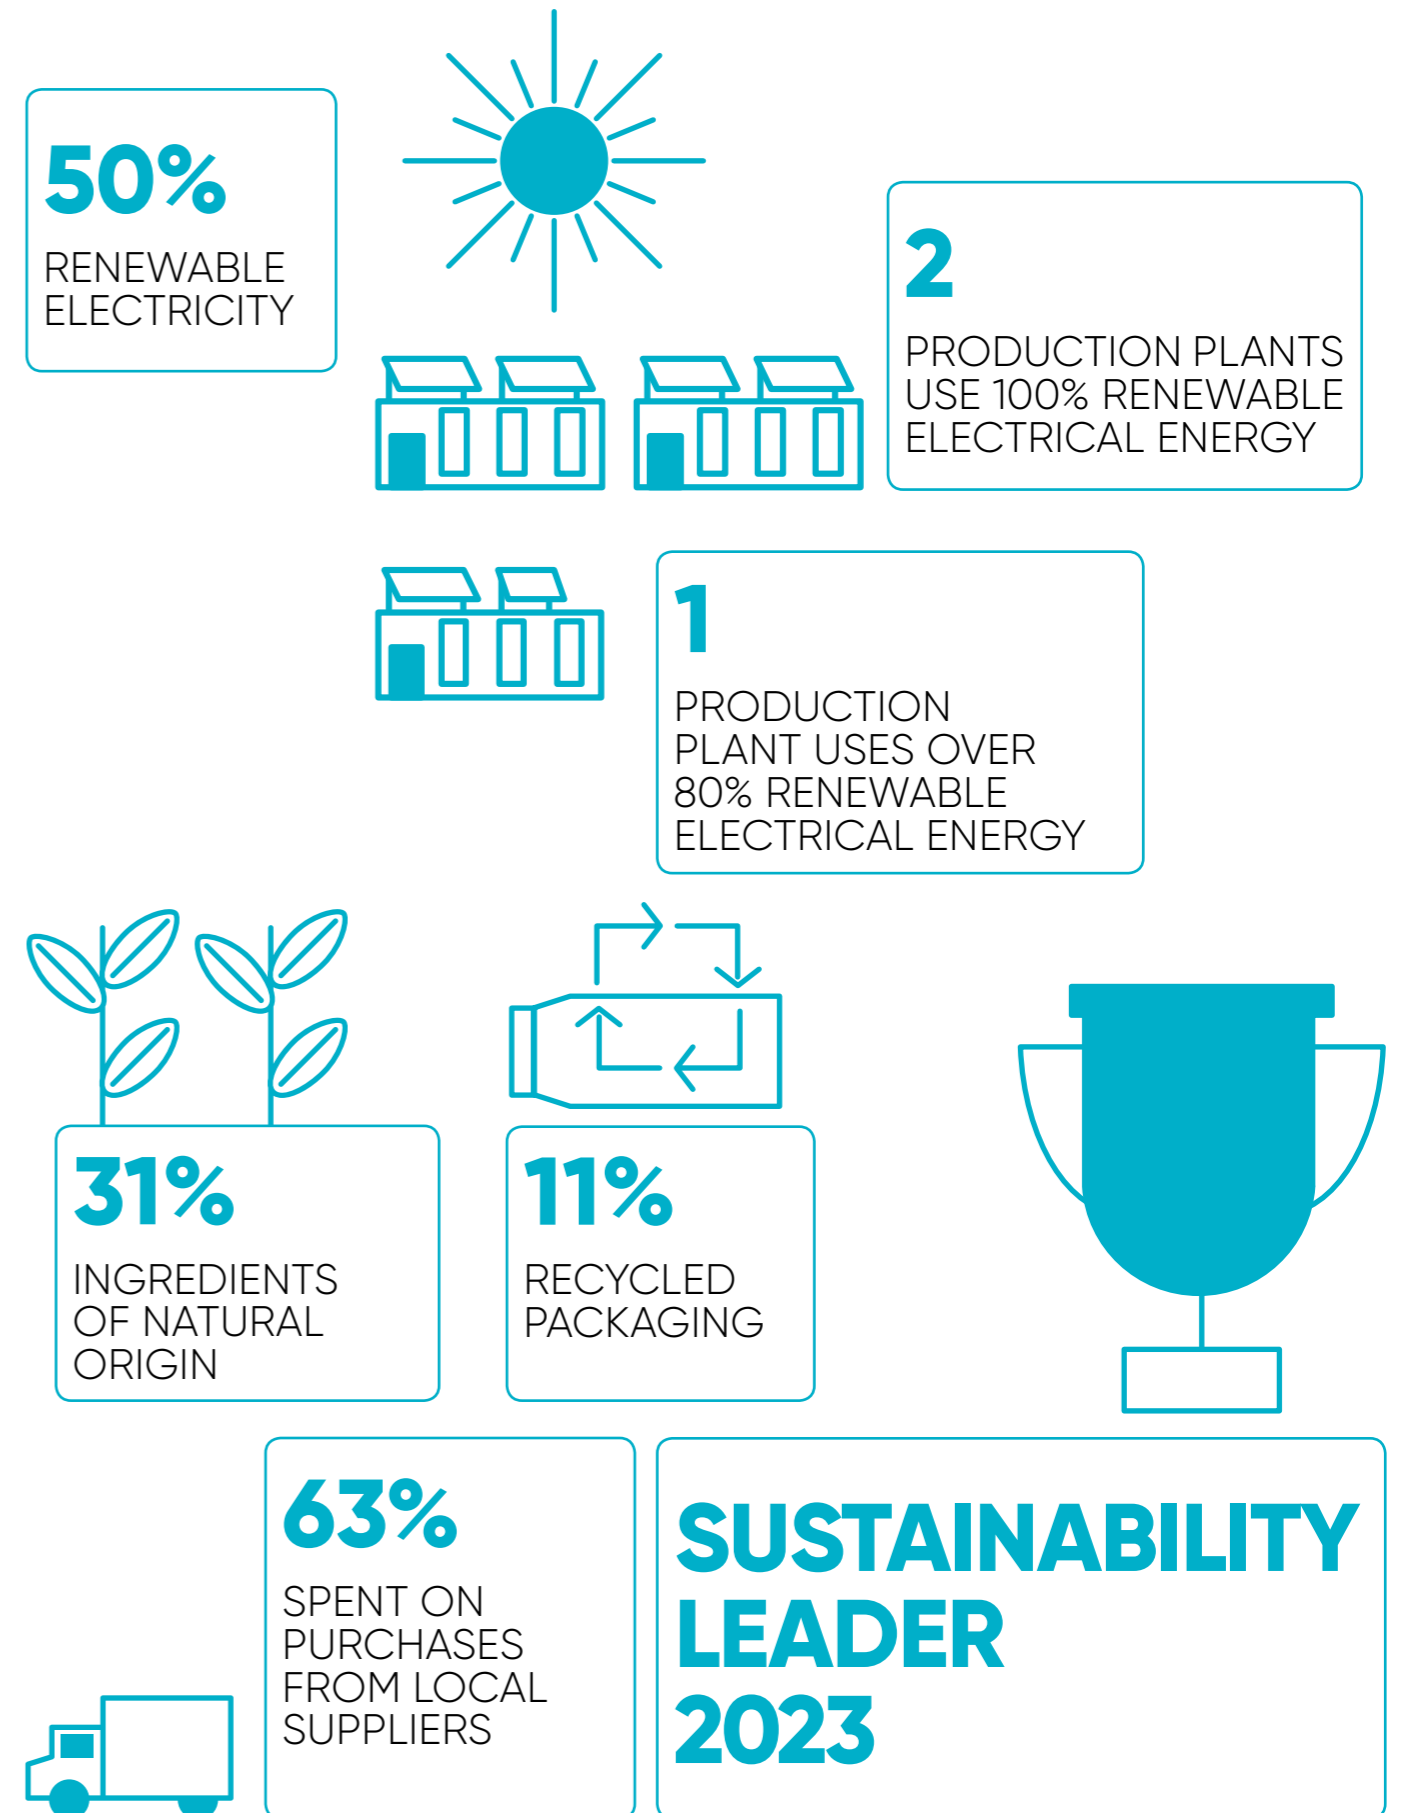 50%
RENEWABLE
ELECTRICITY
2
PRODUCTION PLANTS
USE 100% RENEWABLE
ELECTRICAL ENERGY
1
PRODUCTION
PLANT USES OVER
80% RENEWABLE
ELECTRICAL ENERGY
31%
INGREDIENTS
OF NATURAL
ORIGIN
11%
RECYCLED
PACKAGING
63%
SPENT ON
PURCHASES
FROM LOCAL
SUPPLIERS
SUSTAINABILITY
LEADER
2023